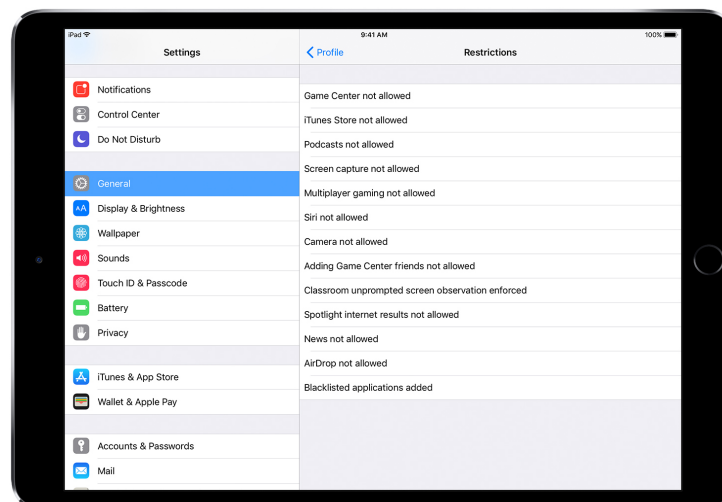 iPad
9:41 AM
100%
Settings
Profile
Restrictions
Notifications
Control Center
Do Not Disturb
General
AA Display & Brightness
Wallpaper
Sounds
Touch ID & Passcode
Battery
Privacy
iTunes & App Store
Wallet & Apple Pay
Accounts & Passwords
Mail
Game Center not allowed
iTunes Store not allowed
Podcasts not allowed
Screen capture not allowed
Multiplayer gaming not allowed
Siri not allowed
Camera not allowed
Adding Game Center friends not allowed
Classroom unprompted screen observation enforced
Spotlight internet results not allowed
News not allowed
AirDrop not allowed
Blacklisted applications added